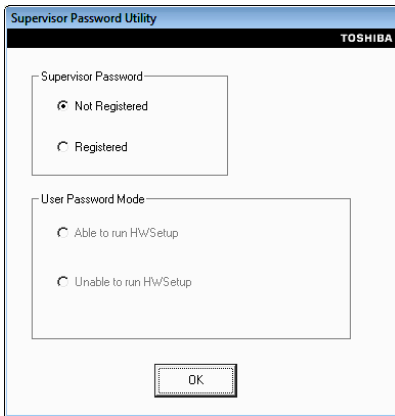 Supervisor Password Utility
TOSHIBA
Supervisor Password
Not Registered
Registered
User Password Mode
Able to run HWSetup
Unable to run HWSetup
OK